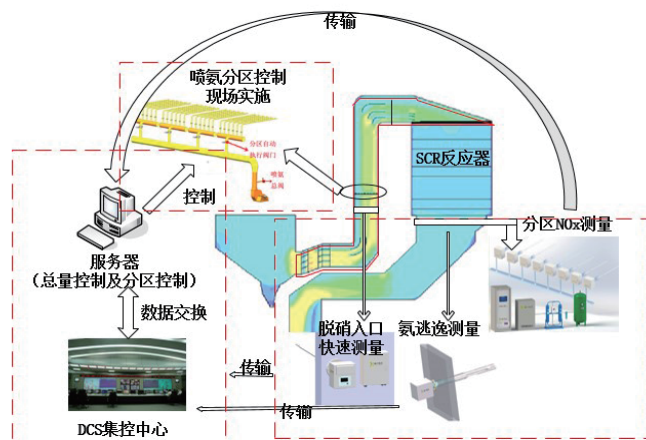 传输
喷氨分区控制
现场实施
分区自动
执行阀门
喷氨
总阀
SCR反应器
控制
分区NOx测量
服务器
（总量控制及分区控制）
数据交换
脱硝入口
快速测量
氨逃逸测量
传输
传输
DCS集控中心